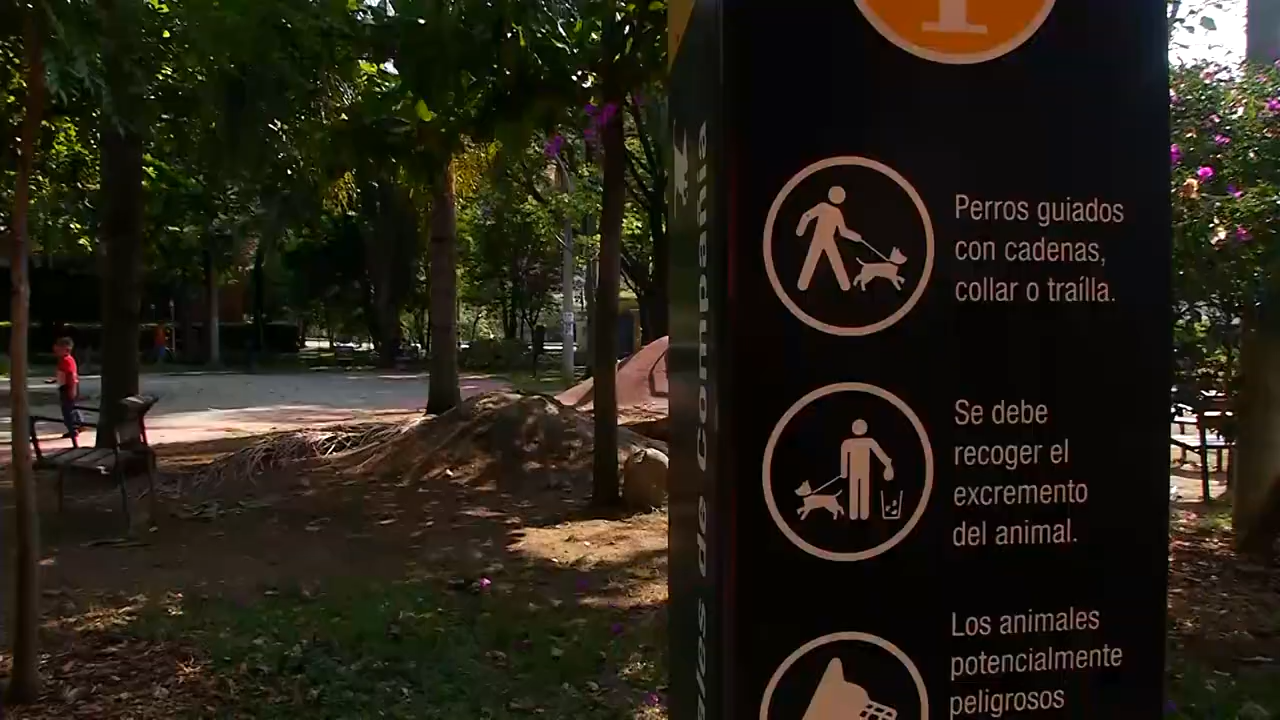 Perros guiados
con cadenas,
collar o traílla.
Se debe
recoger el
excremento
del animal.
Los animales
potencialmente
peligrosos
de compañía